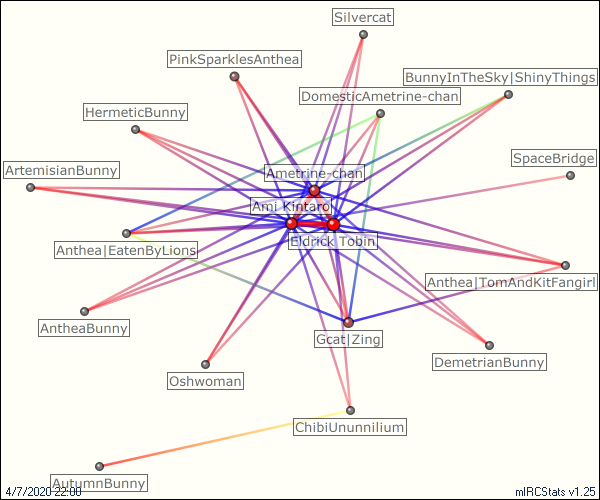 Silvercat
PinkSparklesAnthea
BunnyInTheSky|ShinyThings
DomesticAmetrine-chan
HermeticBunny
SpaceBridge
ArtemisianBunny
Ametrine-chan
Ami Kintaro
Eldrick Tobin
Anthea|EatenByLions
Anthea|TornAndKitFangirl
AntheaBunny
Gcat|Zing
DemetrianBunny
Oshwoman
ChibiUnunnilium
AutumnBunny
4/7/2020 22:00
mIRCStats v1.25